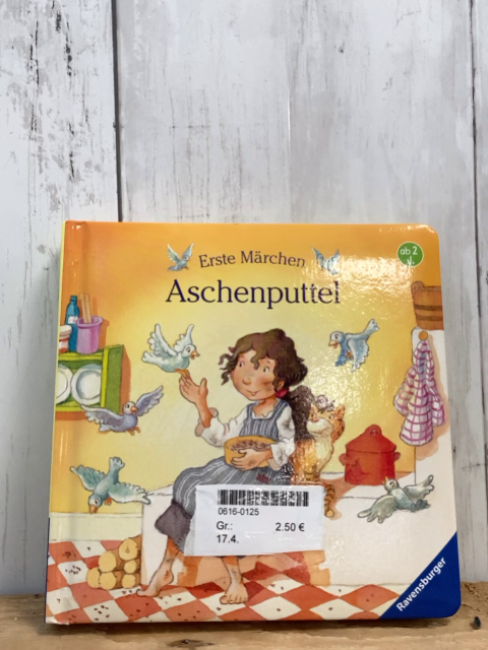 Erste Märchen
Aschenputtel
ab 2
J.
0616-0125
Gr.: 2.50 €
17.4.
Ravensburger